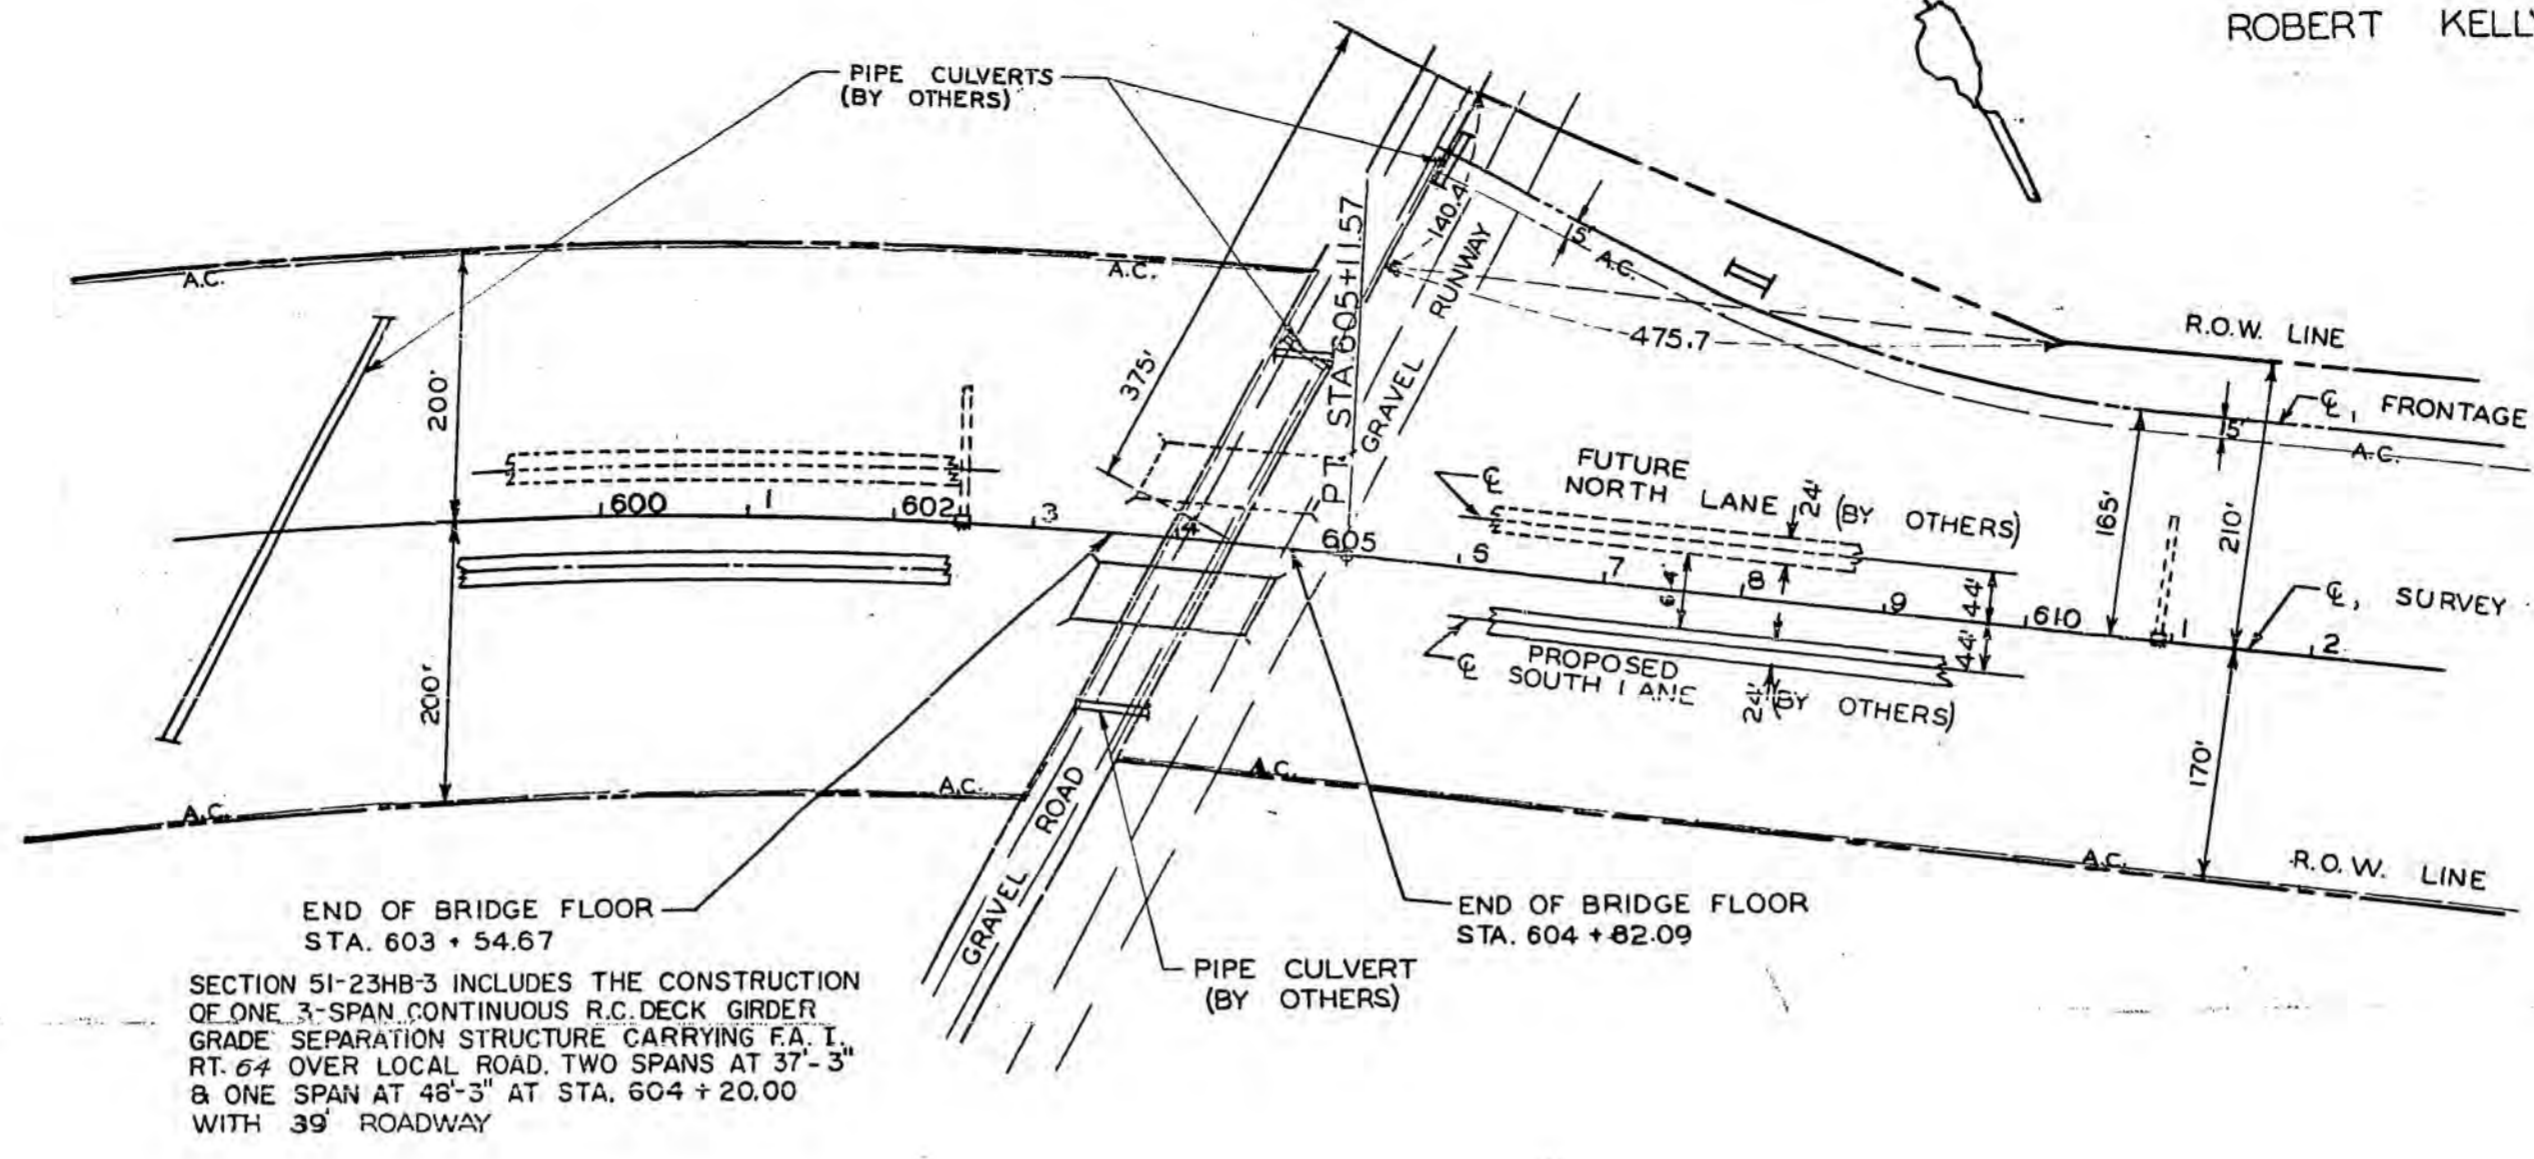 ROBERT KELL
PIPE CULVERTS
(BY OTHERS)
A.C.
A.C.
200'
200'
375'
140.4
P.T. STA. 605+11.57
GRAVEL RUNWAY
5'
A.C.
475.7
R.O.W. LINE
℄, FRONTAGE
5'
A.C.
165'
210'
600
1
602
3
4
605
6
7
8
9
610
1
2
℄
FUTURE
NORTH LANE 24' (BY OTHERS)
64'
44'
44'
℄, SURVEY
℄
PROPOSED
SOUTH LANE
24' (BY OTHERS)
170'
A.C.
A.C.
A.C.
A.C.
R.O.W. LINE
GRAVEL ROAD
END OF BRIDGE FLOOR
STA. 603 + 54.67
END OF BRIDGE FLOOR
STA. 604 + 82.09
PIPE CULVERT
(BY OTHERS)
SECTION 51-23HB-3 INCLUDES THE CONSTRUCTION
OF ONE 3-SPAN CONTINUOUS R.C. DECK GIRDER
GRADE SEPARATION STRUCTURE CARRYING F.A.I.
RT. 64 OVER LOCAL ROAD. TWO SPANS AT 37'-3"
& ONE SPAN AT 48'-3" AT STA. 604 + 20.00
WITH 39' ROADWAY